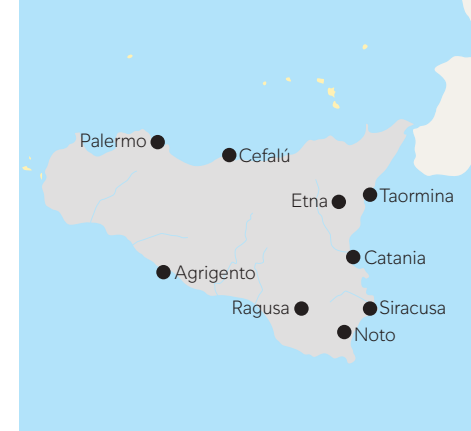 Palermo
Cefalú
Etna
Taormina
Catania
Agrigento
Ragusa
Siracusa
Noto